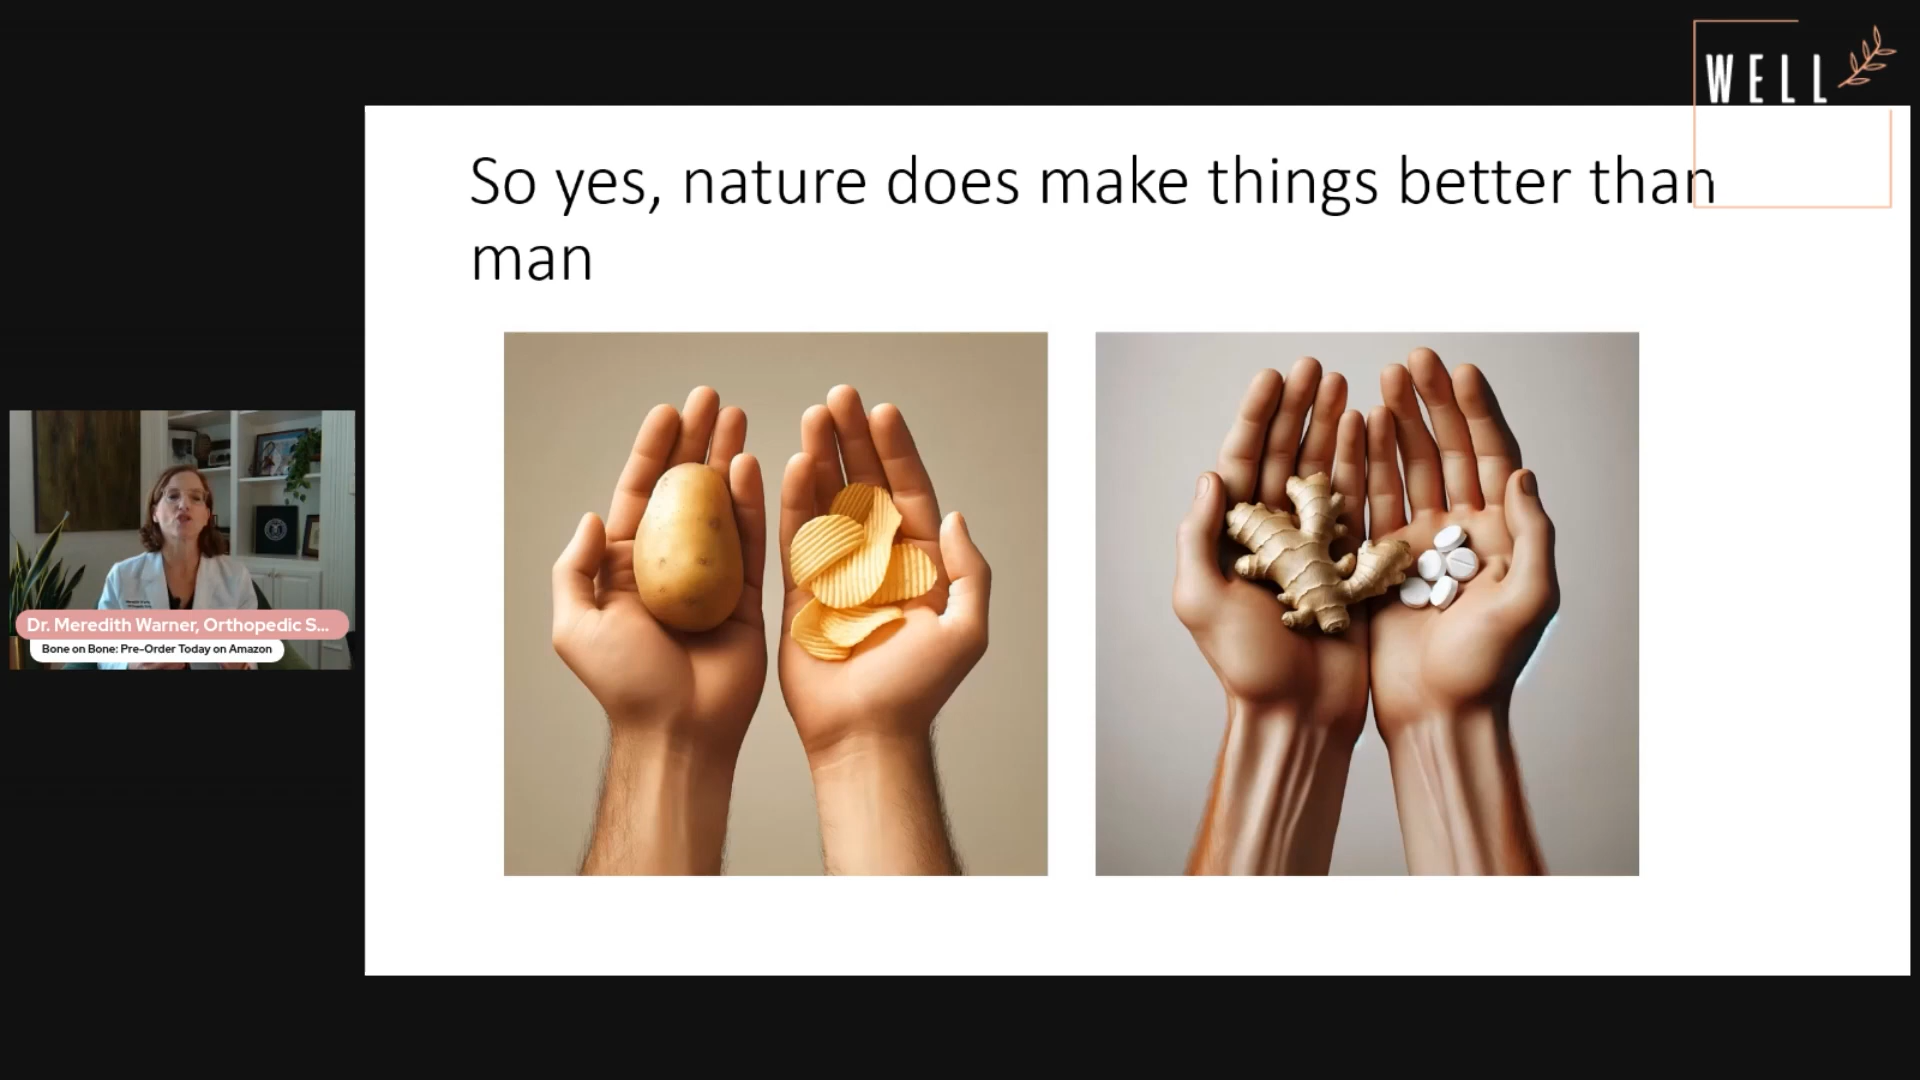 WELL
So yes, nature does make things better than
man
Dr. Meredith Warner, Orthopedic S...
Bone on Bone: Pre-Order Today on Amazon